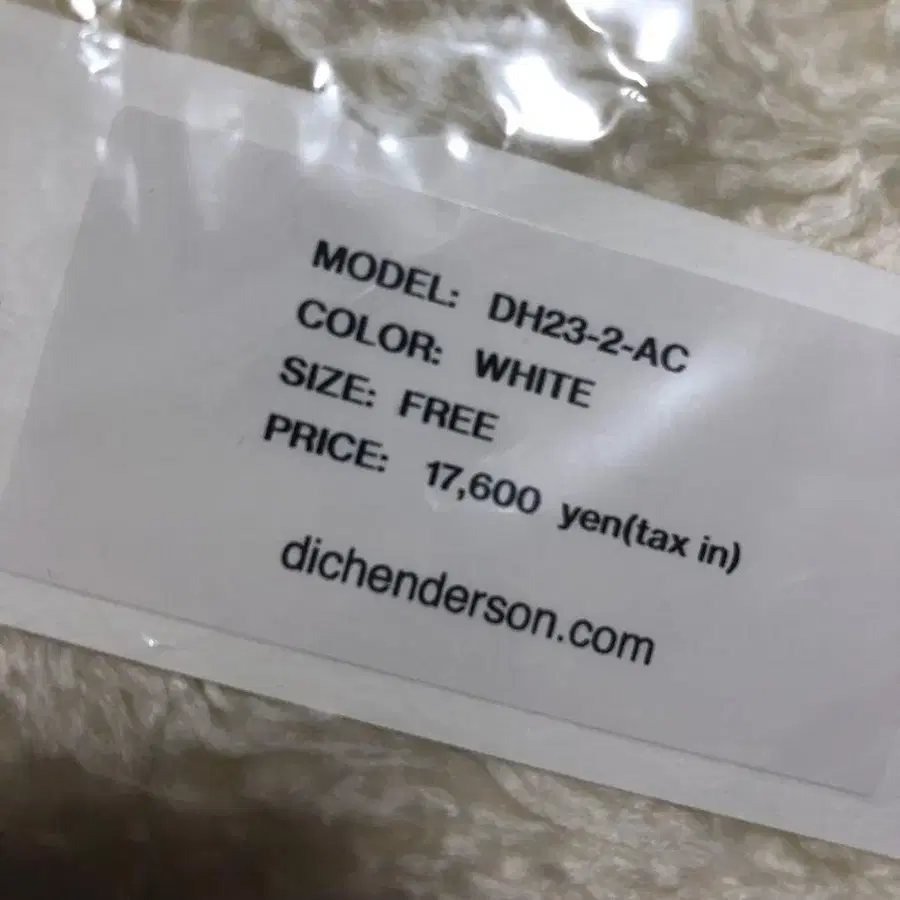 MODEL: DH23-2-AC
COLOR: WHITE
SIZE: FREE
PRICE: 17,600 yen(tax in)
dichenderson.com